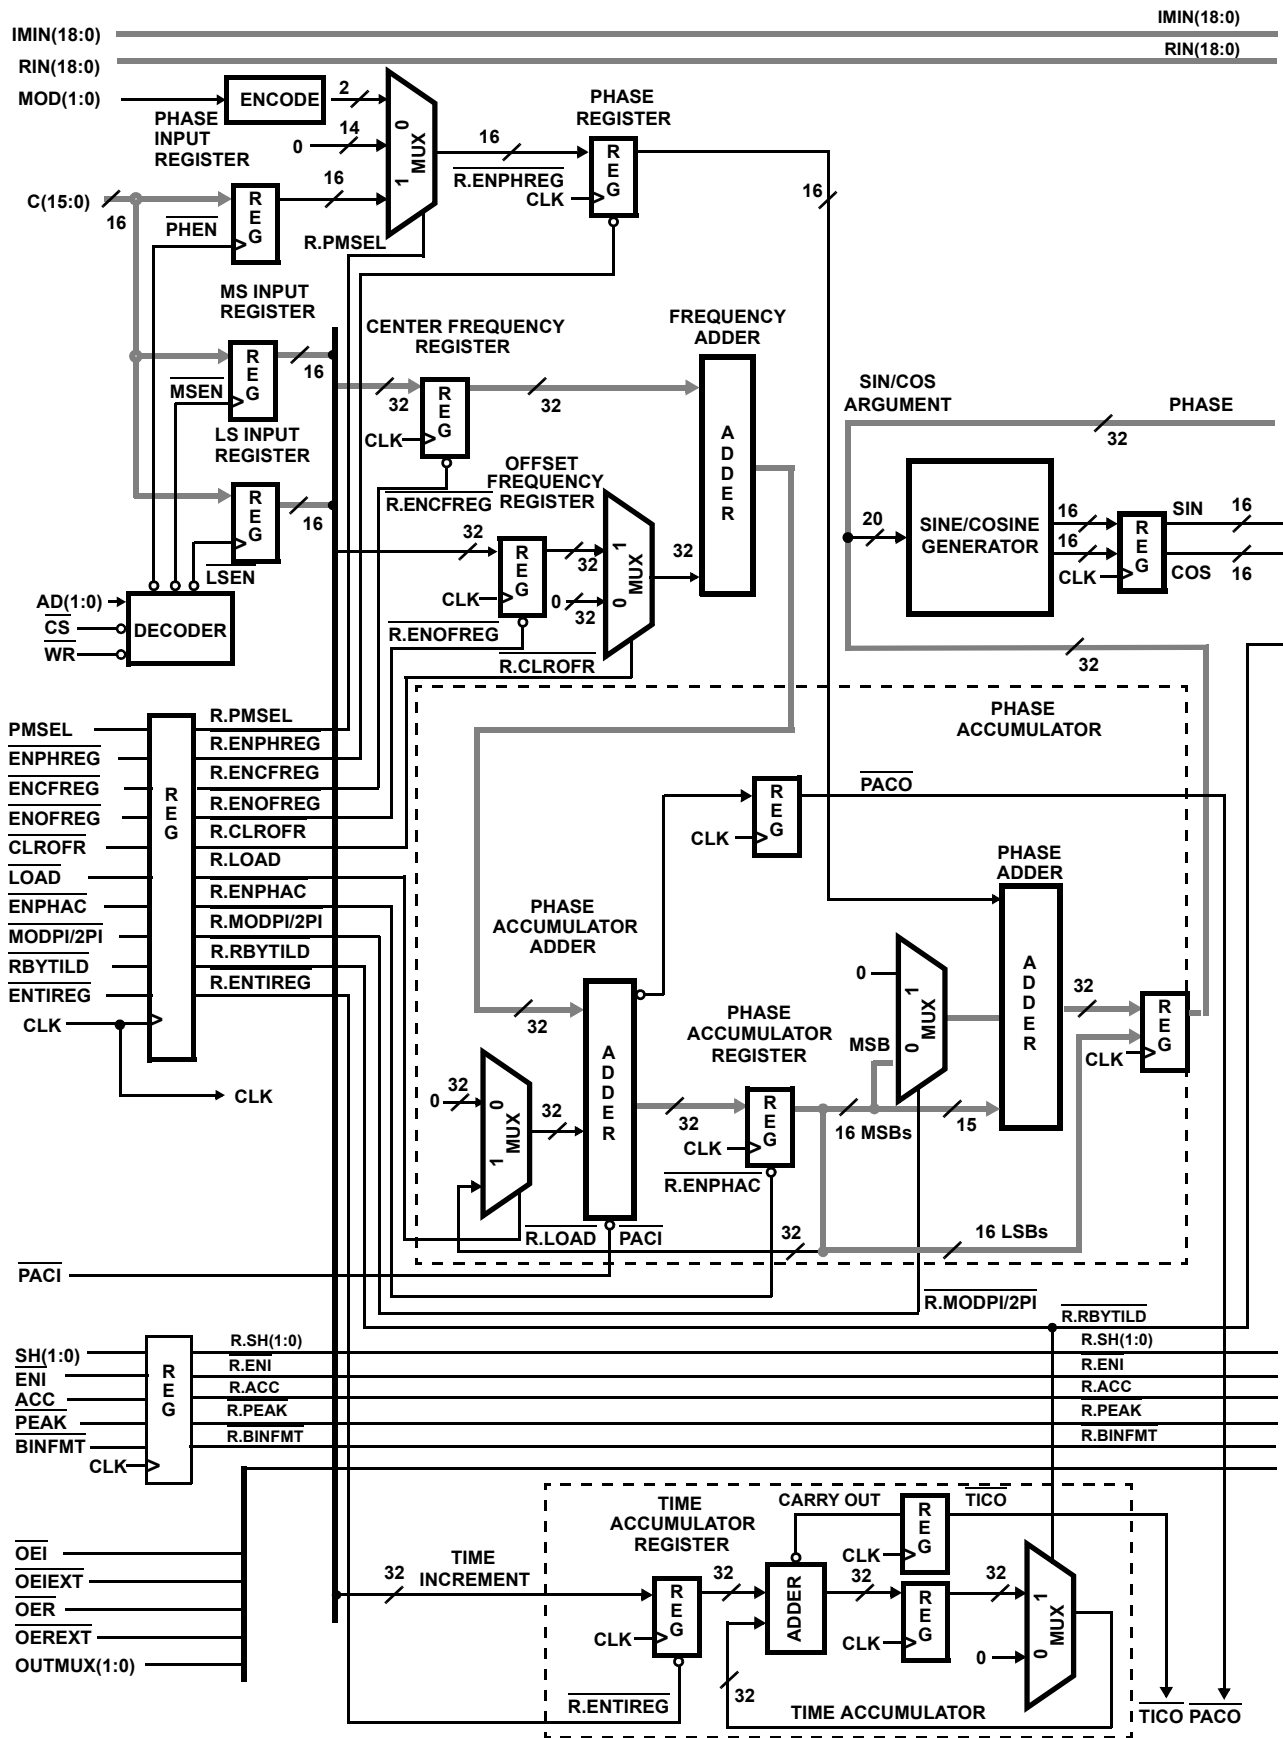 IMIN(18:0)
IMIN(18:0)
RIN(18:0)
RIN(18:0)
MOD(1:0)
ENCODE
2
PHASE
INPUT
REGISTER
14
0
0
1
MUX
16
PHASE
REGISTER
REG
R.ENPHREG
CLK
16
C(15:0)
16
REG
PHEN
16
R.PMSEL
MS INPUT
REGISTER
REG
MSEN
16
LS INPUT
REGISTER
REG
LSEN
16
CENTER FREQUENCY
REGISTER
32
REG
CLK
32
R.ENCFREG
FREQUENCY
ADDER
ADDER
OFFSET
FREQUENCY
REGISTER
32
REG
CLK
32
0
32
1
0
MUX
32
R.ENOFREG
R.CLROFR
SIN/COS
ARGUMENT
PHASE
32
20
SINE/COSINE
GENERATOR
16
16
REG
CLK
SIN
16
COS
16
32
AD(1:0)
CS
WR
DECODER
PMSEL
ENPHREG
ENCFREG
ENOFREG
CLROFR
LOAD
ENPHAC
MODPI/2PI
RBYTILD
ENTIREG
CLK
REG
CLK
R.PMSEL
R.ENPHREG
R.ENCFREG
R.ENOFREG
R.CLROFR
R.LOAD
R.ENPHAC
R.MODPI/2PI
R.RBYTILD
R.ENTIREG
PHASE
ACCUMULATOR
REG
CLK
PACO
PHASE
ADDER
ADDER
PHASE
ACCUMULATOR
ADDER
32
ADDER
0
32
0
1
MUX
32
R.LOAD
PACI
32
PHASE
ACCUMULATOR
REGISTER
REG
CLK
R.ENPHAC
0
1
0
MUX
MSB
16 MSBs
15
32
REG
CLK
32
16 LSBs
PACI
R.MODPI/2PI
R.RBYTILD
SH(1:0)
ENI
ACC
PEAK
BINFMT
CLK
REG
R.SH(1:0)
R.ENI
R.ACC
R.PEAK
R.BINFMT
R.SH(1:0)
R.ENI
R.ACC
R.PEAK
R.BINFMT
OEI
OEIEXT
OER
OEREXT
OUTMUX(1:0)
32
TIME
INCREMENT
TIME
ACCUMULATOR
REGISTER
REG
CLK
R.ENTIREG
32
ADDER
CARRY OUT
REG
CLK
TICO
32
REG
CLK
32
1
0
MUX
0
32
TIME ACCUMULATOR
TICO
PACO